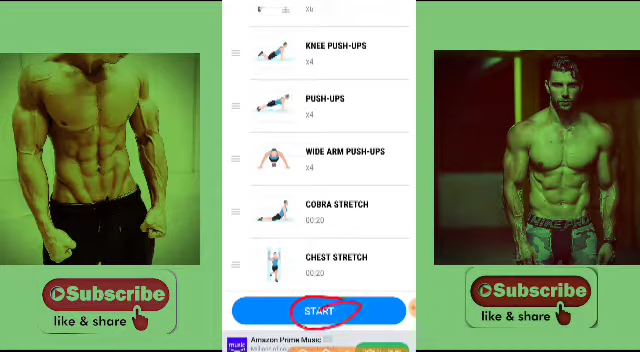 x6
KNEE PUSH-UPS
x4
PUSH-UPS
x4
WIDE ARM PUSH-UPS
x4
COBRA STRETCH
00:20
CHEST STRETCH
00:20
START
Amazon Prime Music
music
Subscribe
like & share
Subscribe
like & share